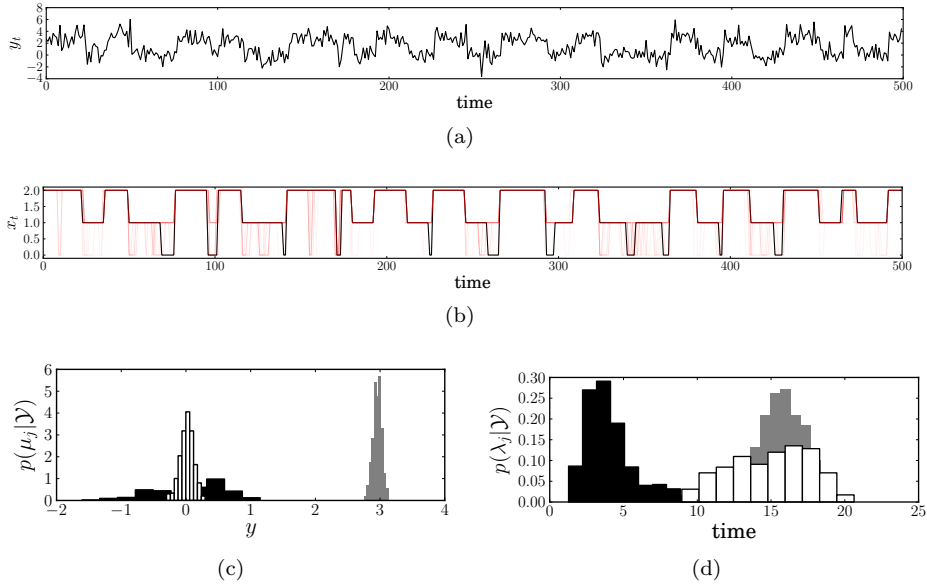 8
6
4
2
0
−2
−4
y_t
0 100 200 300 400 500
time
(a)
2.0
1.5
1.0
0.5
0.0
x_t
0 100 200 300 400 500
time
(b)
6
5
4
3
2
1
0
p(μ_j|𝒴)
−2 −1 0 1 2 3 4
y
(c)
0.30
0.25
0.20
0.15
0.10
0.05
0.00
p(λ_j|𝒴)
0 5 10 15 20 25
time
(d)